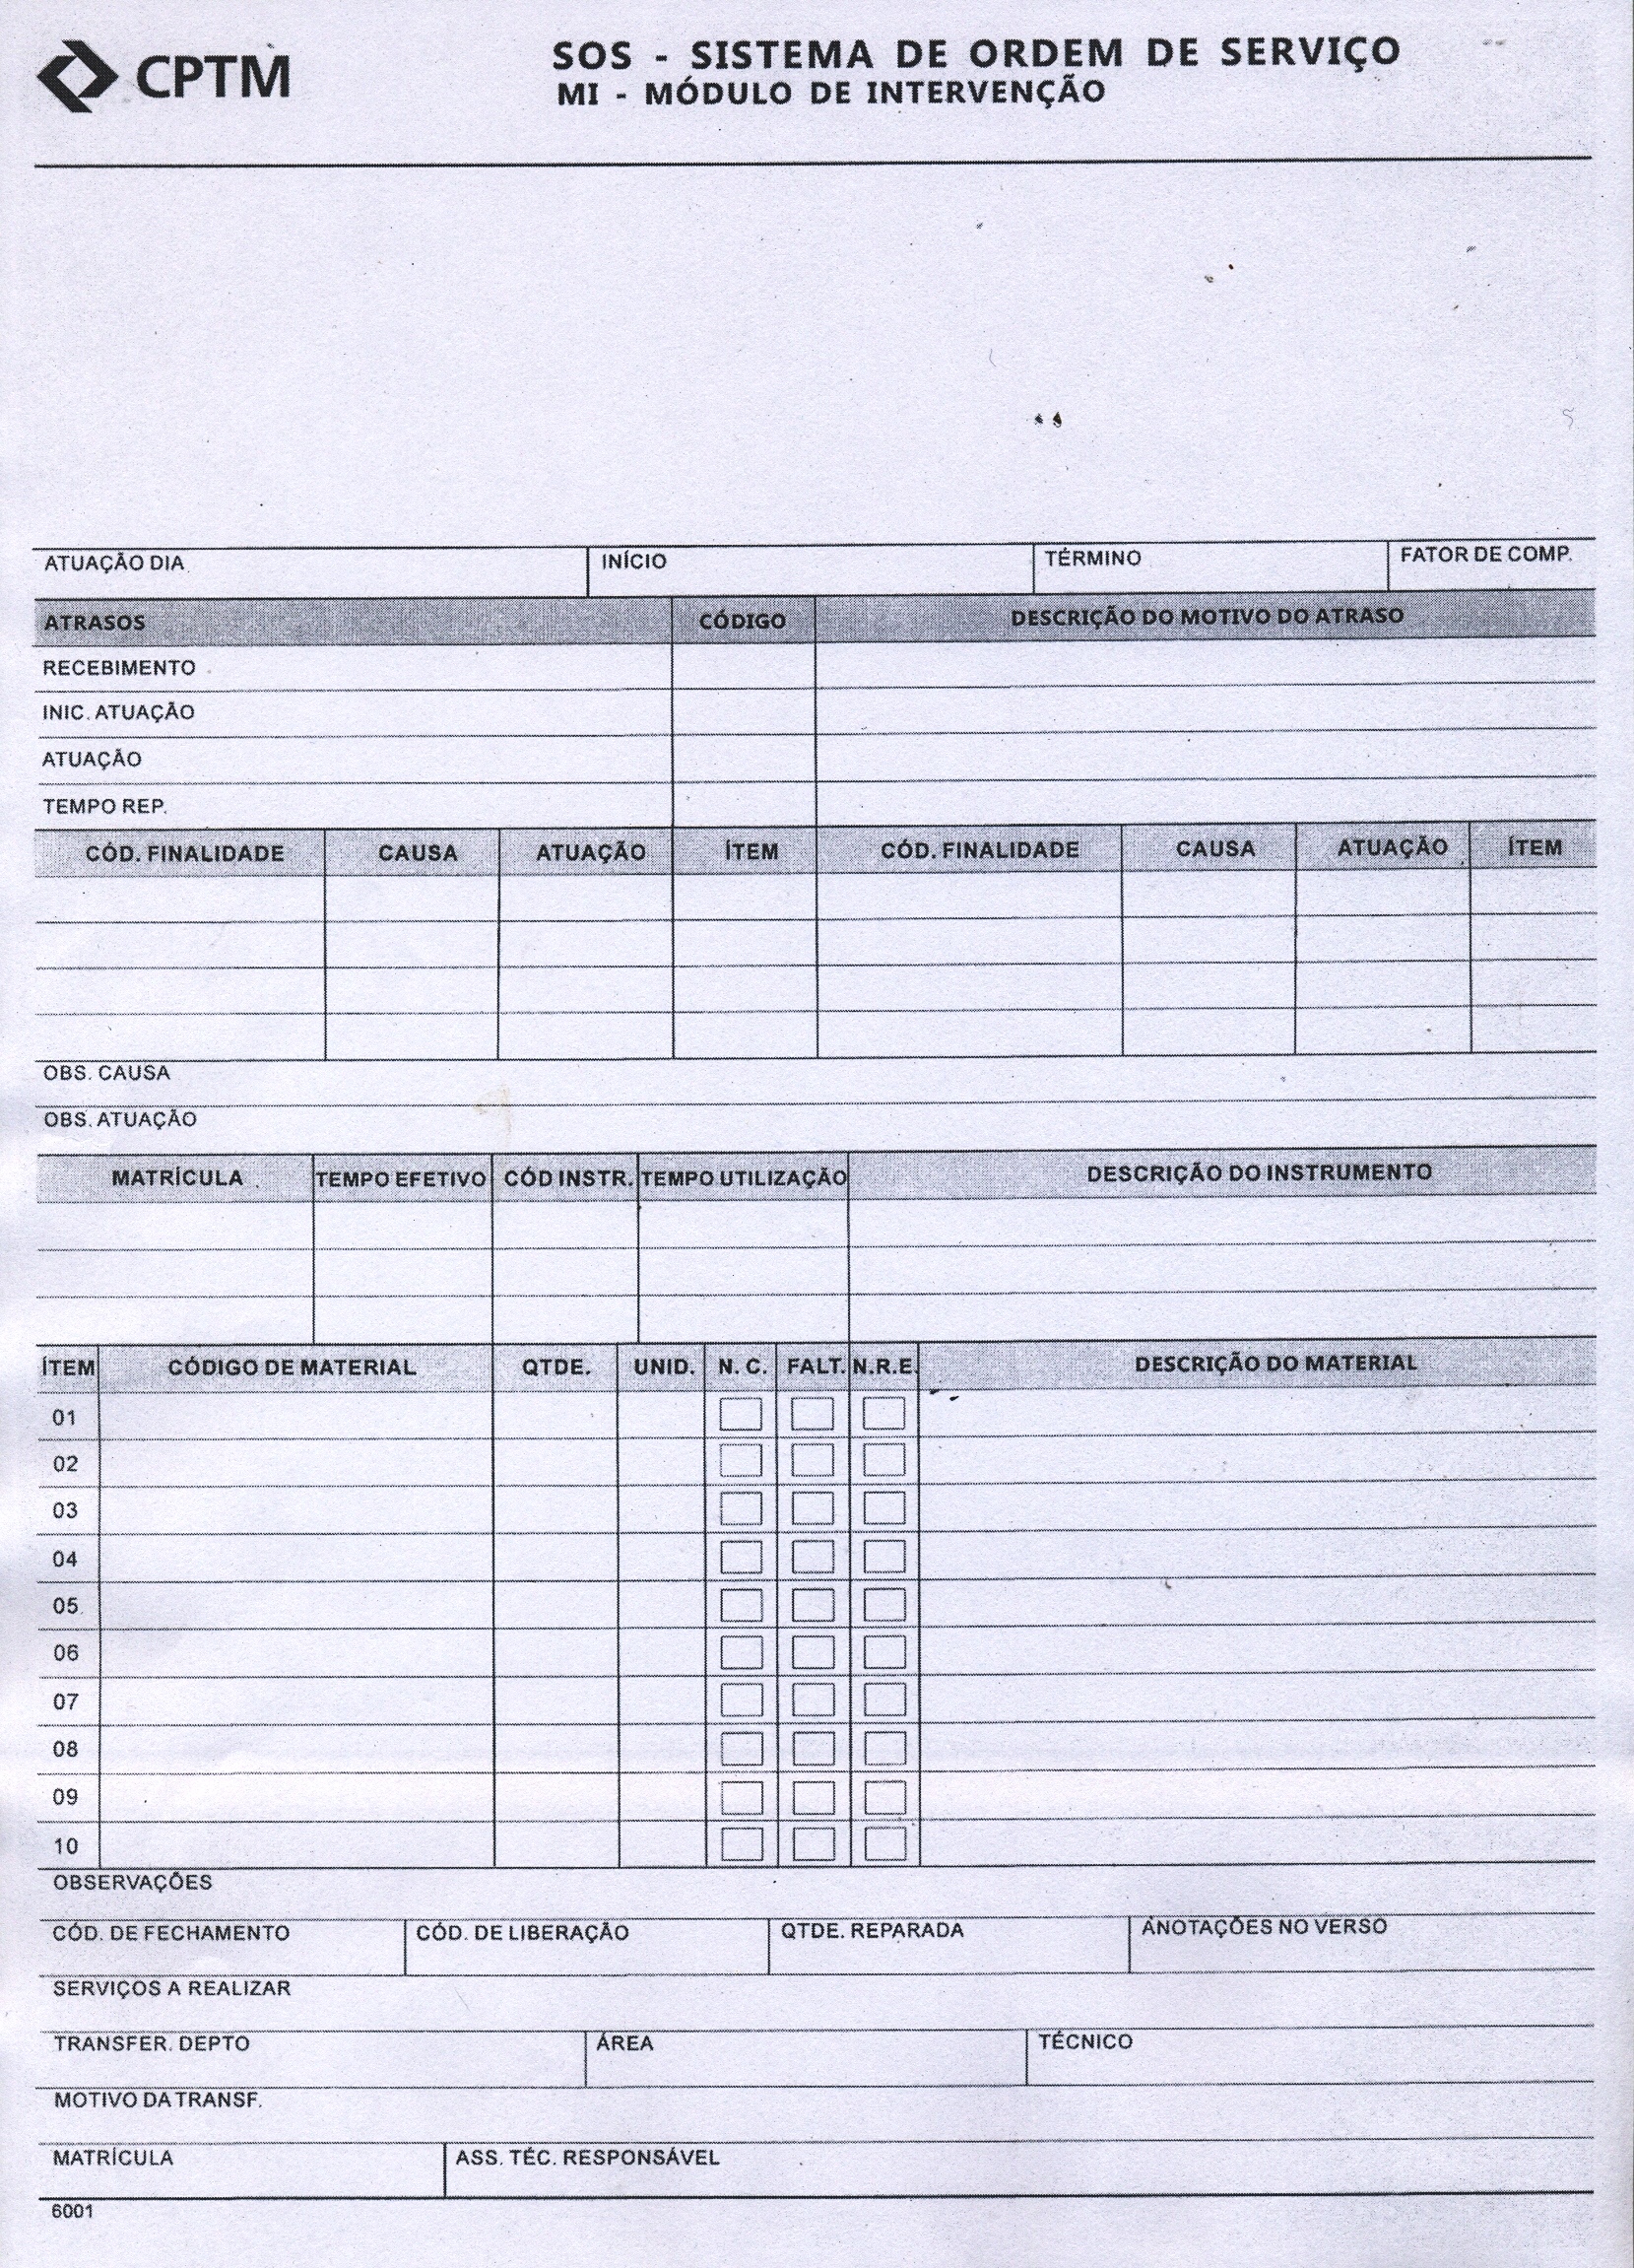 CPTM
SOS - SISTEMA DE ORDEM DE SERVIÇO
MI - MÓDULO DE INTERVENÇÃO
ATUAÇÃO DIA INÍCIO TÉRMINO FATOR DE COMP.
ATRASOS CÓDIGO DESCRIÇÃO DO MOTIVO DO ATRASO
RECEBIMENTO
INIC. ATUAÇÃO
ATUAÇÃO
TEMPO REP.
CÓD. FINALIDADE CAUSA ATUAÇÃO ÍTEM CÓD. FINALIDADE CAUSA ATUAÇÃO ÍTEM
OBS. CAUSA
OBS. ATUAÇÃO
MATRÍCULA TEMPO EFETIVO CÓD INSTR. TEMPO UTILIZAÇÃO DESCRIÇÃO DO INSTRUMENTO
ÍTEM CÓDIGO DE MATERIAL QTDE. UNID. N. C. FALT. N.R.E. DESCRIÇÃO DO MATERIAL
01
02
03
04
05
06
07
08
09
10
OBSERVAÇÕES
CÓD. DE FECHAMENTO CÓD. DE LIBERAÇÃO QTDE. REPARADA ANOTAÇÕES NO VERSO
SERVIÇOS A REALIZAR
TRANSFER. DEPTO ÁREA TÉCNICO
MOTIVO DA TRANSF.
MATRÍCULA ASS. TÉC. RESPONSÁVEL
6001